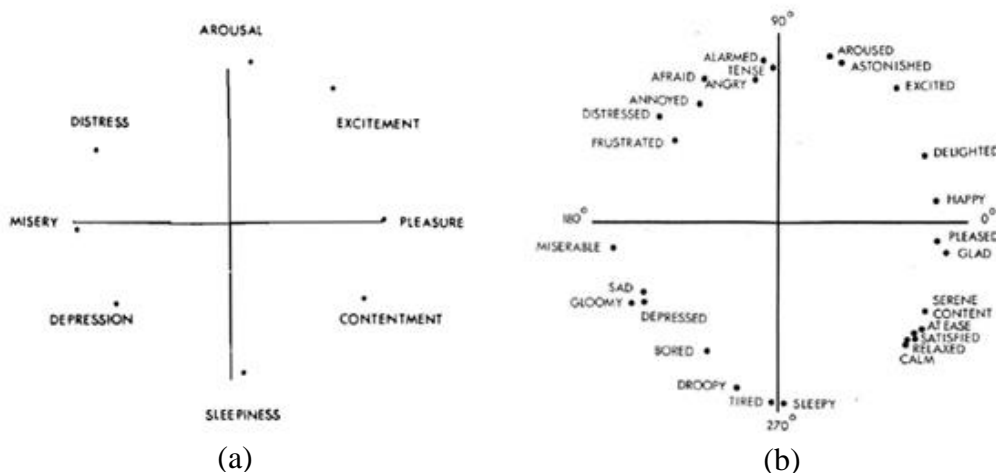 AROUSAL
DISTRESS
EXCITEMENT
MISERY
PLEASURE
DEPRESSION
CONTENTMENT
SLEEPINESS
(a)
90°
ALARMED
AROUSED
TENSE
ASTONISHED
AFRAID
ANGRY
EXCITED
ANNOYED
DISTRESSED
FRUSTRATED
DELIGHTED
HAPPY
180°
0°
MISERABLE
PLEASED
GLAD
SAD
SERENE
GLOOMY
CONTENT
DEPRESSED
AT EASE
SATISFIED
BORED
RELAXED
CALM
DROOPY
TIRED
SLEEPY
270°
(b)